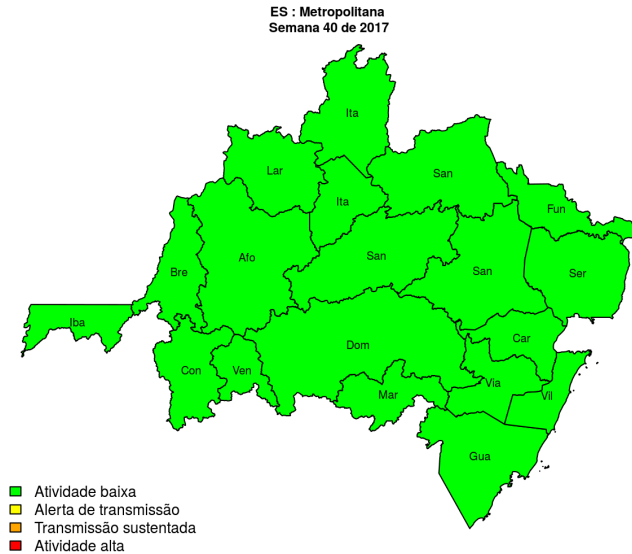 ES : Metropolitana
Semana 40 de 2017
Ita
Lar
San
Ita
Fun
Afo
San
San
Bre
Ser
Iba
Car
Dom
Con
Ven
Via
Mar
Vil
Gua
Atividade baixa
Alerta de transmissão
Transmissão sustentada
Atividade alta